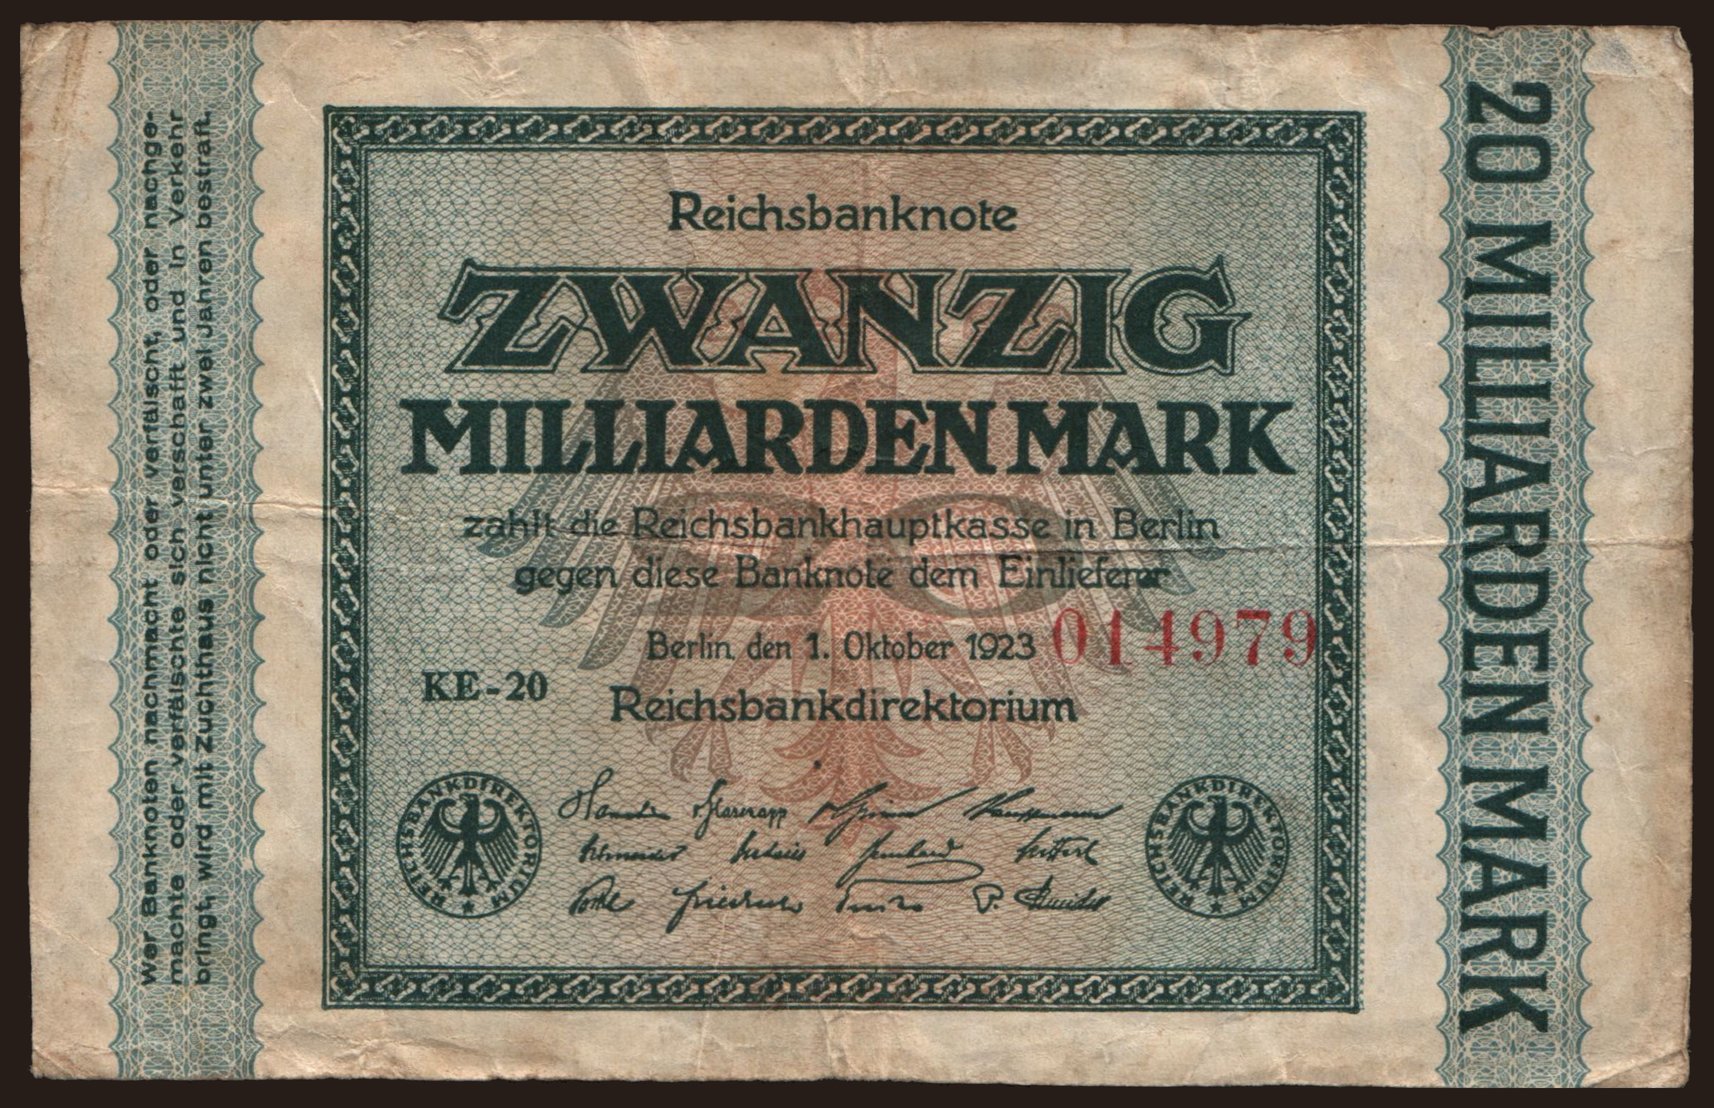 Wer Banknoten nachmacht oder verfälscht, oder nachge-
machte oder verfälschte sich verschafft und in Verkehr
bringt, wird mit Zuchthaus nicht unter zwei Jahren bestraft.
Reichsbanknote
ZWANZIG
MILLIARDEN MARK
zahlt die Reichsbankhauptkasse in Berlin
gegen diese Banknote dem Einlieferer
Berlin, den 1. Oktober 1923
014979
KE-20
Reichsbankdirektorium
REICHSBANKDIREKTORIUM
REICHSBANKDIREKTORIUM
20 MILLIARDEN MARK